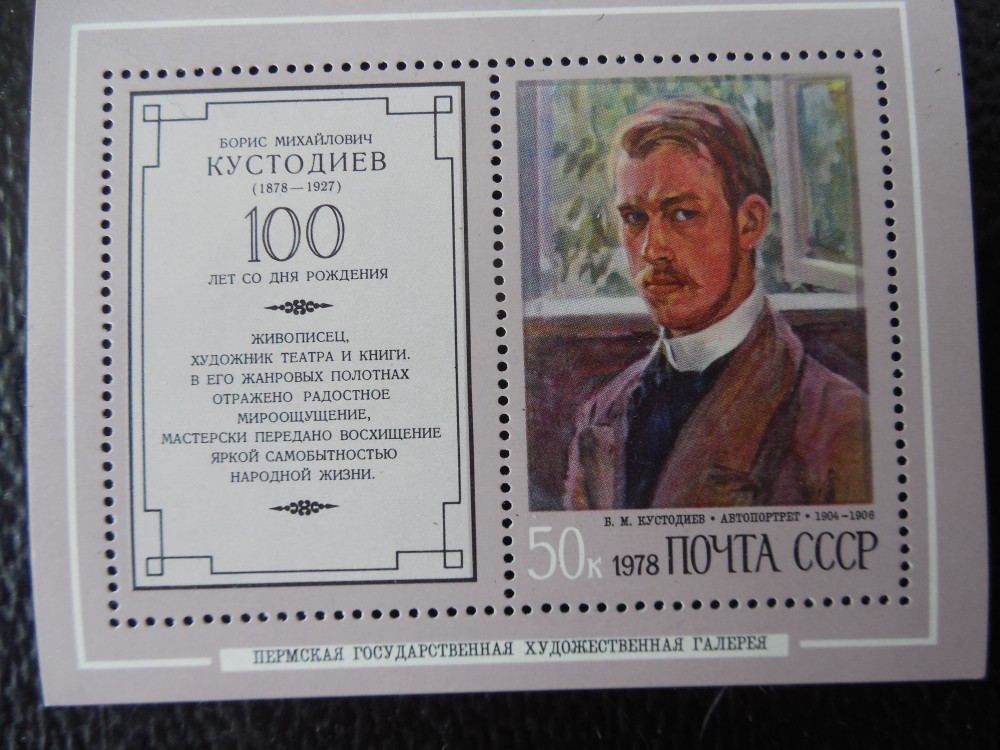 БОРИС МИХАЙЛОВИЧ
КУСТОДИЕВ
(1878—1927)
100
ЛЕТ СО ДНЯ РОЖДЕНИЯ
ЖИВОПИСЕЦ,
ХУДОЖНИК ТЕАТРА И КНИГИ.
В ЕГО ЖАНРОВЫХ ПОЛОТНАХ
ОТРАЖЕНО РАДОСТНОЕ
МИРООЩУЩЕНИЕ,
МАСТЕРСКИ ПЕРЕДАНО ВОСХИЩЕНИЕ
ЯРКОЙ САМОБЫТНОСТЬЮ
НАРОДНОЙ ЖИЗНИ.
Б. М. КУСТОДИЕВ • АВТОПОРТРЕТ • 1904-1906
50к 1978 ПОЧТА СССР
ПЕРМСКАЯ ГОСУДАРСТВЕННАЯ ХУДОЖЕСТВЕННАЯ ГАЛЕРЕЯ